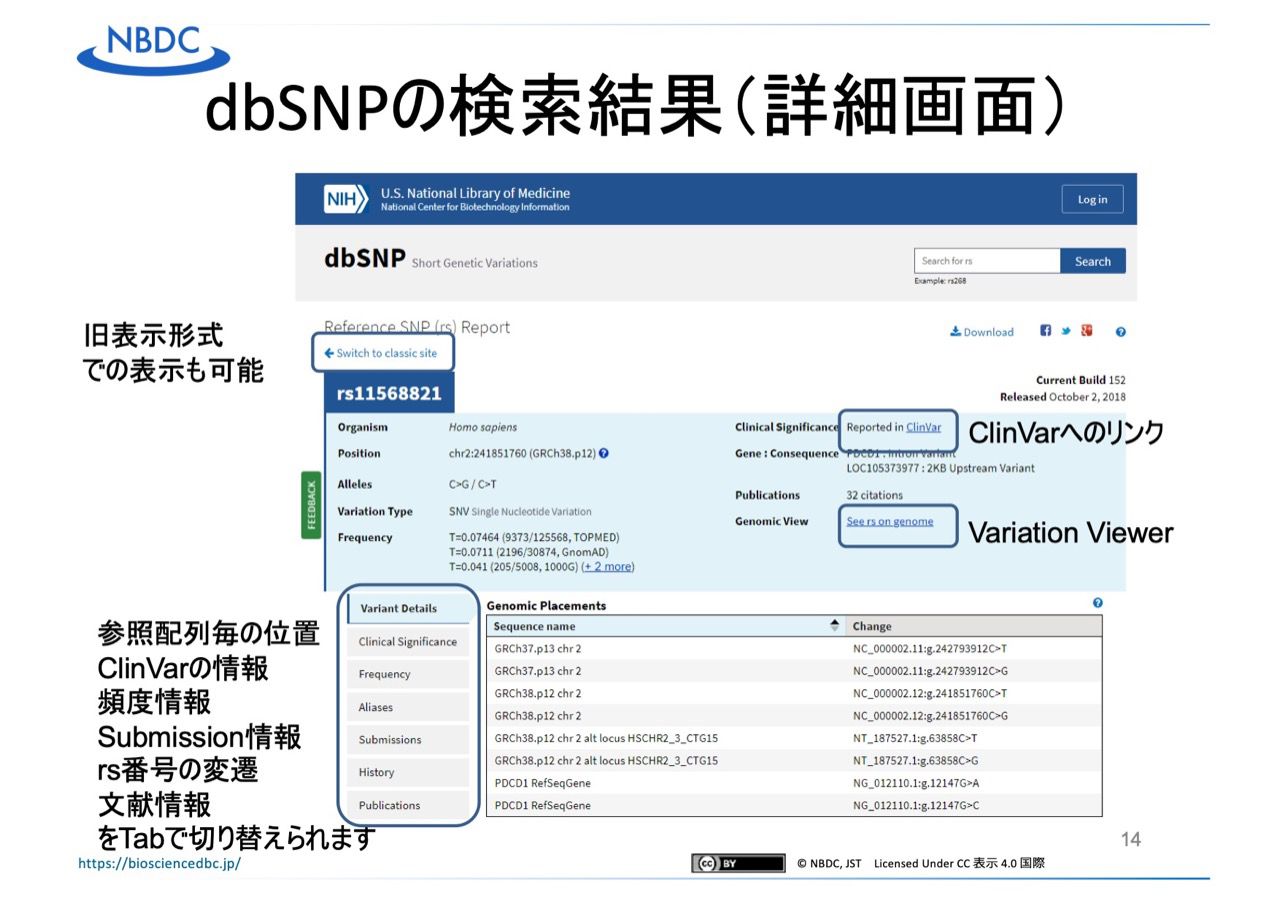 NBDC
dbSNPの検索結果（詳細画面）
NIH U.S. National Library of Medicine
National Center for Biotechnology Information
Log in
dbSNP Short Genetic Variations
Search for rs
Search
Example: rs268
旧表示形式
での表示も可能
Reference SNP (rs) Report
Switch to classic site
Download
rs11568821
Current Build 152
Released October 2, 2018
Organism Homo sapiens
Position chr2:241851760 (GRCh38.p12)
Alleles C>G / C>T
Variation Type SNV Single Nucleotide Variation
Frequency T=0.07464 (9373/125568, TOPMED)
T=0.0711 (2196/30874, GnomAD)
T=0.041 (205/5008, 1000G) (+ 2 more)
Clinical Significance Reported in ClinVar
Gene : Consequence PDCD1 : Intron Variant
LOC105373977 : 2KB Upstream Variant
Publications 32 citations
Genomic View See rs on genome
ClinVarへのリンク
Variation Viewer
FEEDBACK
参照配列毎の位置
ClinVarの情報
頻度情報
Submission情報
rs番号の変遷
文献情報
をTabで切り替えられます
Variant Details
Clinical Significance
Frequency
Aliases
Submissions
History
Publications
Genomic Placements
Sequence name Change
GRCh37.p13 chr 2 NC_000002.11:g.242793912C>T
GRCh37.p13 chr 2 NC_000002.11:g.242793912C>G
GRCh38.p12 chr 2 NC_000002.12:g.241851760C>T
GRCh38.p12 chr 2 NC_000002.12:g.241851760C>G
GRCh38.p12 chr 2 alt locus HSCHR2_3_CTG15 NT_187527.1:g.63858C>T
GRCh38.p12 chr 2 alt locus HSCHR2_3_CTG15 NT_187527.1:g.63858C>G
PDCD1 RefSeqGene NG_012110.1:g.12147G>A
PDCD1 RefSeqGene NG_012110.1:g.12147G>C
14
https://biosciencedbc.jp/
cc BY
© NBDC, JST Licensed Under CC 表示 4.0 国際